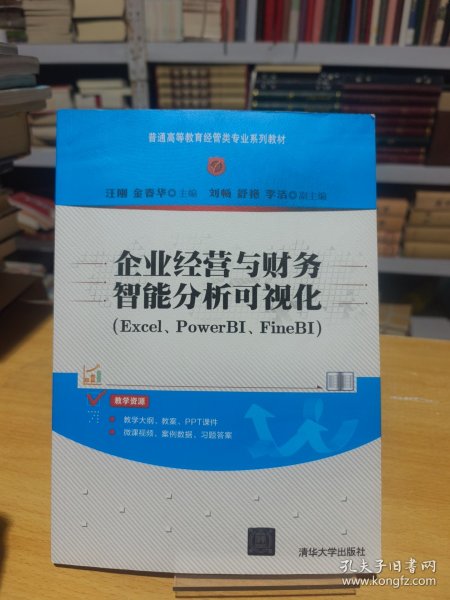 普通高等教育经管类专业系列教材
汪刚 金春华 主编 刘畅 舒艳 李洁 副主编
企业经营与财务
智能分析可视化
(Excel、PowerBI、FineBI)
教学资源
教学大纲、教案、PPT课件
微课视频、案例数据、习题答案
清华大学出版社
孔夫子旧书网
www.kongfz.com